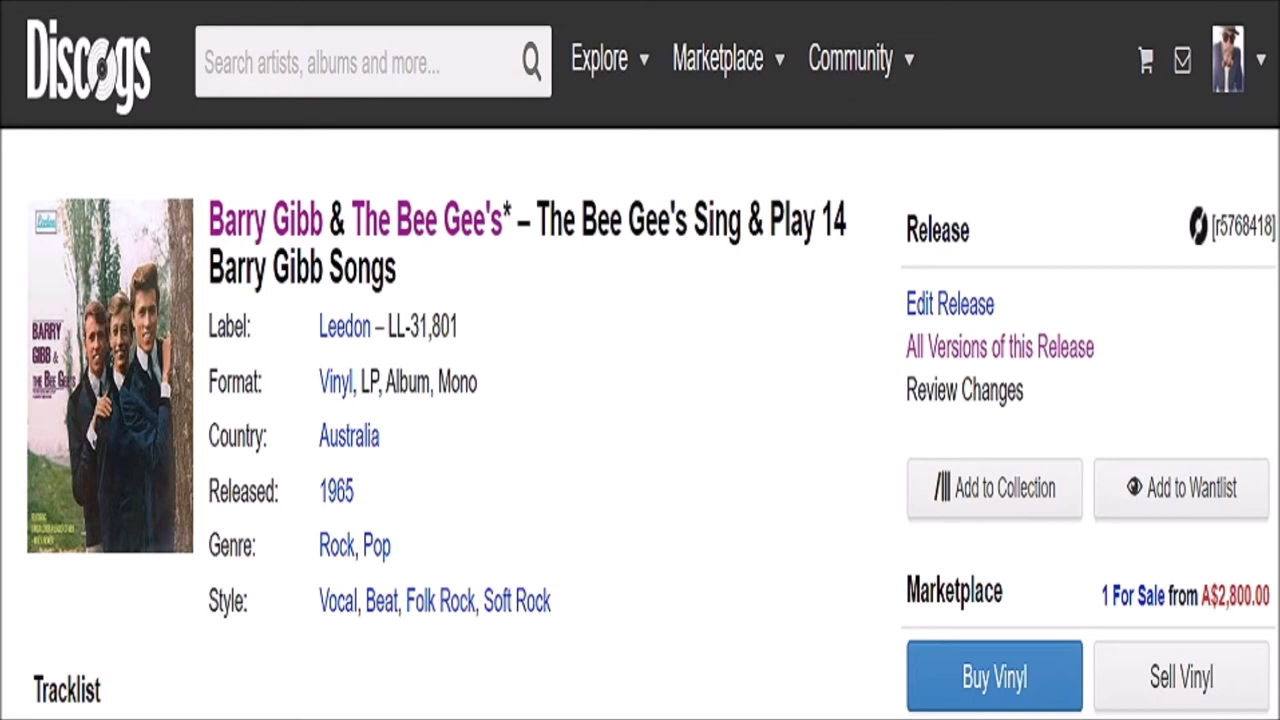 Discogs
Search artists, albums and more...
Explore
Marketplace
Community
Barry Gibb & The Bee Gee's* – The Bee Gee's Sing & Play 14
Barry Gibb Songs
Label: Leedon – LL-31,801
Format: Vinyl, LP, Album, Mono
Country: Australia
Released: 1965
Genre: Rock, Pop
Style: Vocal, Beat, Folk Rock, Soft Rock
Tracklist
BARRY
GIBB &
THE BEE GEE'S
Release [r5768418]
Edit Release
All Versions of this Release
Review Changes
Add to Collection
Add to Wantlist
Marketplace 1 For Sale from A$2,800.00
Buy Vinyl
Sell Vinyl